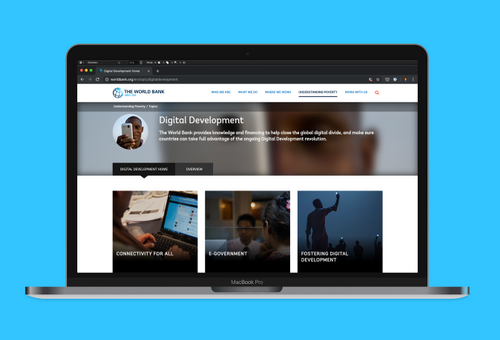 Digital Development Home
worldbank.org/en/topic/digitaldevelopment
THE WORLD BANK
WHO WE ARE
WHAT WE DO
WHERE WE WORK
UNDERSTANDING POVERTY
WORK WITH US
Understanding Poverty / Topics
Digital Development
The World Bank provides knowledge and financing to help close the global digital divide, and make sure
countries can take full advantage of the ongoing Digital Development revolution.
DIGITAL DEVELOPMENT HOME
OVERVIEW
CONNECTIVITY FOR ALL
E-GOVERNMENT
FOSTERING DIGITAL
DEVELOPMENT
MacBook Pro